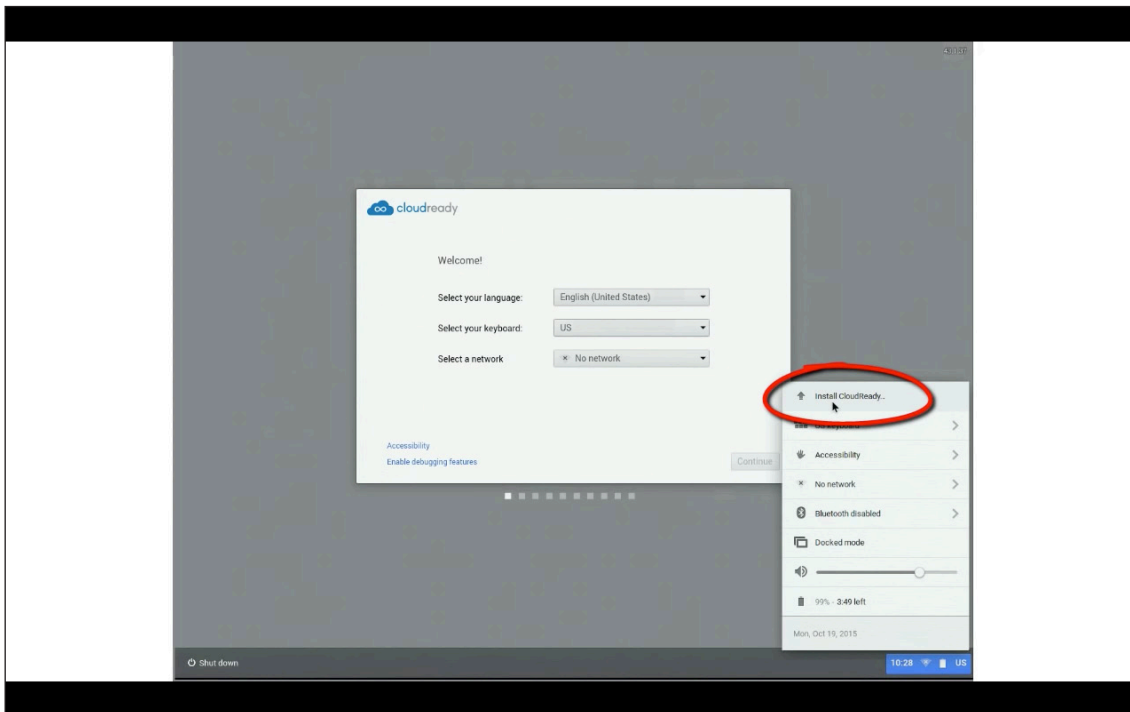 cloudready
Welcome!
Select your language: English (United States)
Select your keyboard: US
Select a network × No network
Accessibility
Enable debugging features
Continue
Install CloudReady...
US keyboard
Accessibility
No network
Bluetooth disabled
Docked mode
99% - 3:49 left
Mon, Oct 19, 2015
Shut down
10:28 US